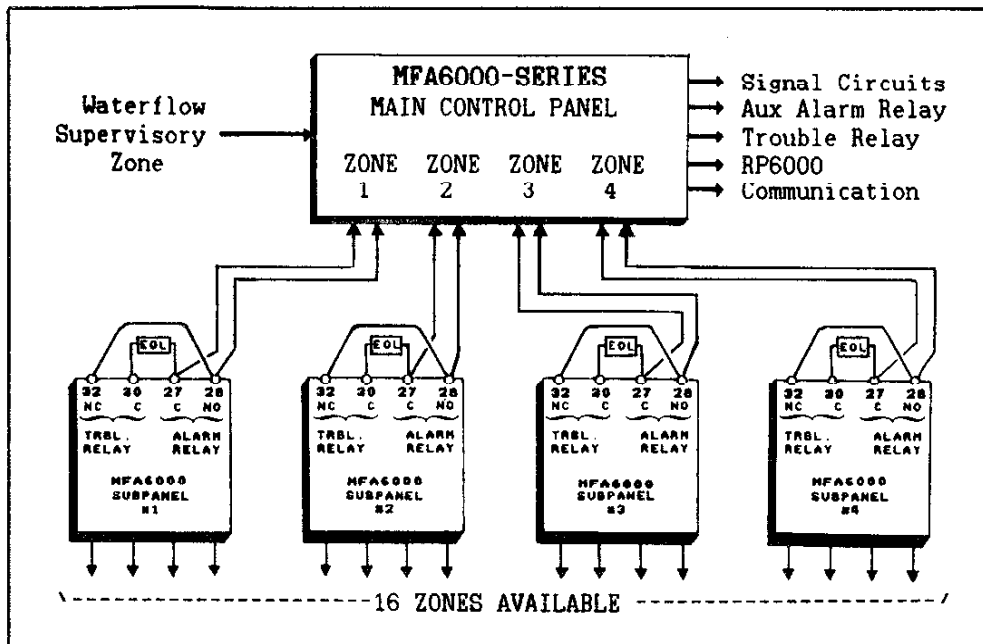 MFA6000-SERIES
MAIN CONTROL PANEL
ZONE ZONE ZONE ZONE
1 2 3 4
Waterflow
Supervisory
Zone
Signal Circuits
Aux Alarm Relay
Trouble Relay
RP6000
Communication
EOL
32 30 27 28
NC C C NO
TRBL. ALARM
RELAY RELAY
MFA6000
SUBPANEL
#1
EOL
32 30 27 28
NC C C NO
TRBL. ALARM
RELAY RELAY
MFA6000
SUBPANEL
#2
EOL
32 30 27 28
NC C C NO
TRBL. ALARM
RELAY RELAY
MFA6000
SUBPANEL
#3
EOL
32 30 27 28
NC C C NO
TRBL. ALARM
RELAY RELAY
MFA6000
SUBPANEL
#4
16 ZONES AVAILABLE